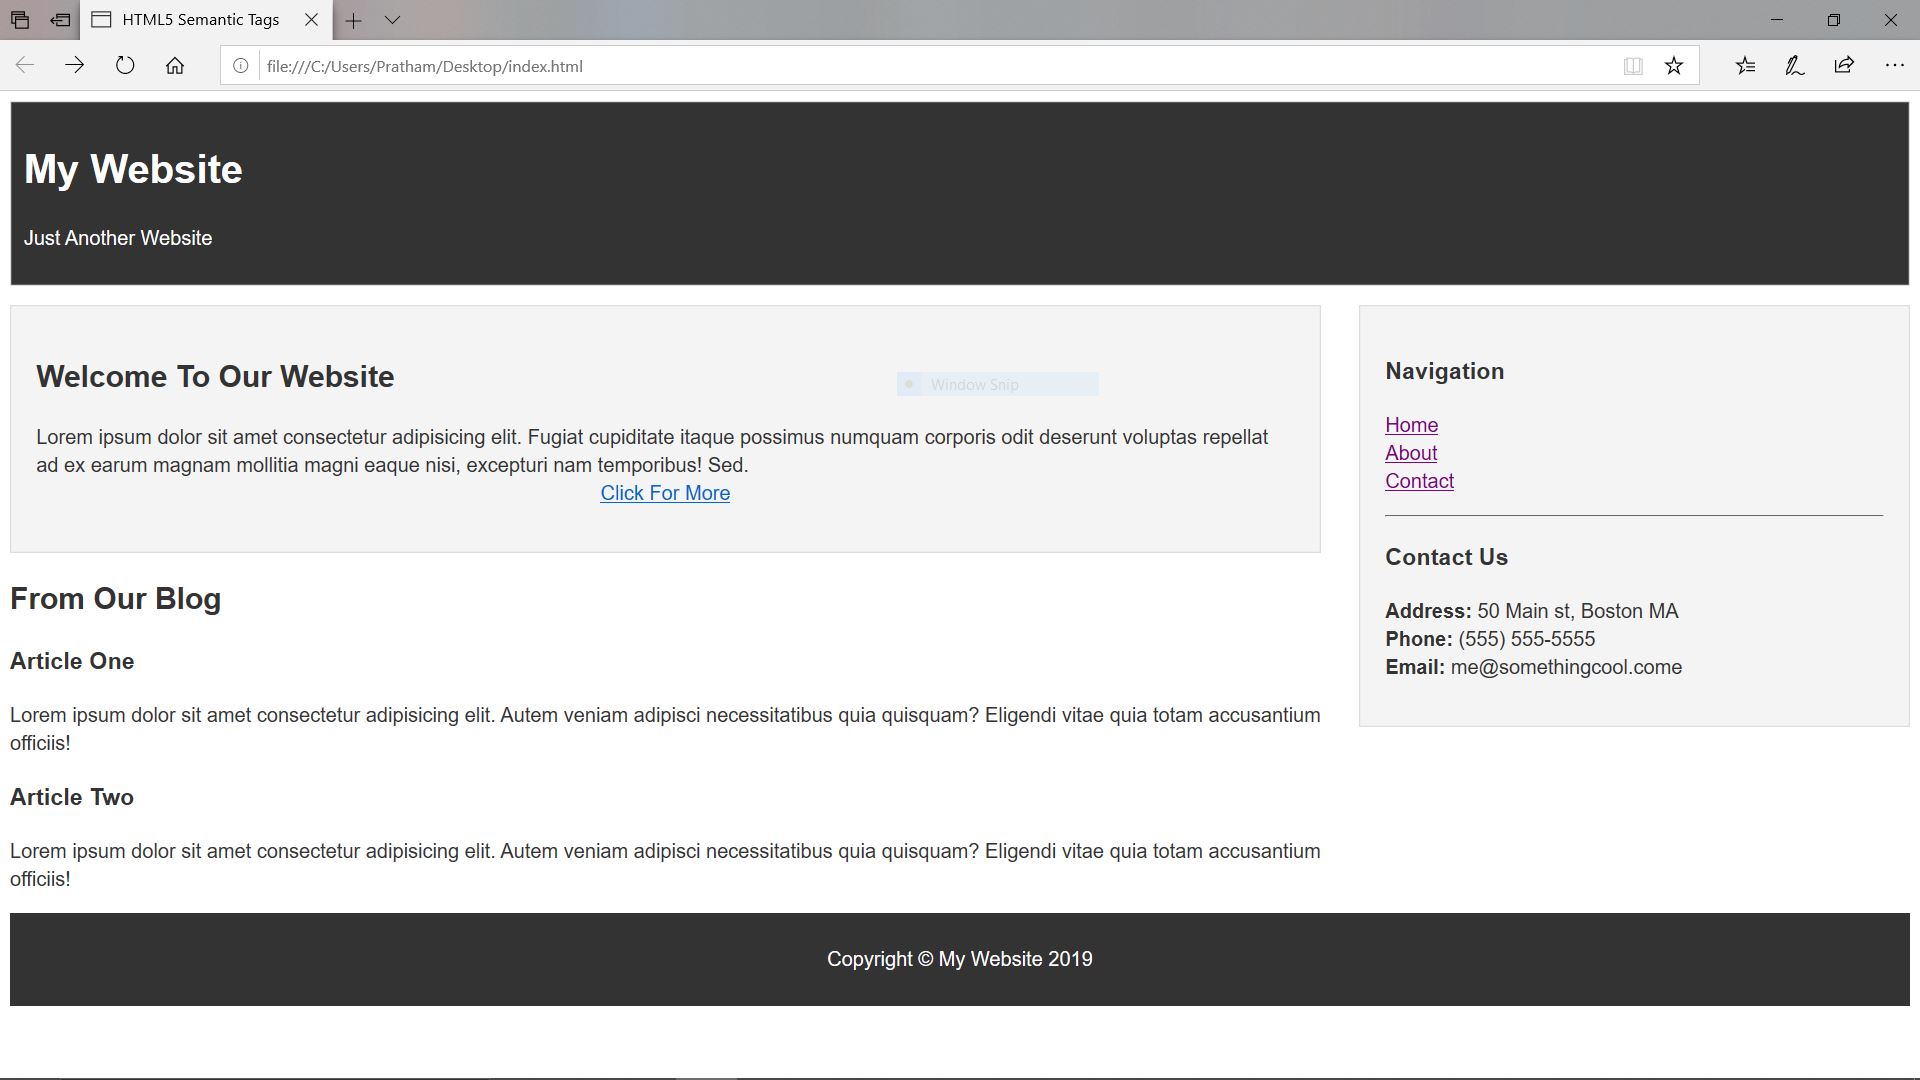 HTML5 Semantic Tags
file:///C:/Users/Pratham/Desktop/index.html
My Website
Just Another Website
Welcome To Our Website
Window Snip
Lorem ipsum dolor sit amet consectetur adipisicing elit. Fugiat cupiditate itaque possimus numquam corporis odit deserunt voluptas repellat
ad ex earum magnam mollitia magni eaque nisi, excepturi nam temporibus! Sed.
Click For More
From Our Blog
Article One
Lorem ipsum dolor sit amet consectetur adipisicing elit. Autem veniam adipisci necessitatibus quia quisquam? Eligendi vitae quia totam accusantium
officiis!
Article Two
Lorem ipsum dolor sit amet consectetur adipisicing elit. Autem veniam adipisci necessitatibus quia quisquam? Eligendi vitae quia totam accusantium
officiis!
Navigation
Home
About
Contact
Contact Us
Address: 50 Main st, Boston MA
Phone: (555) 555-5555
Email: me@somethingcool.come
Copyright © My Website 2019